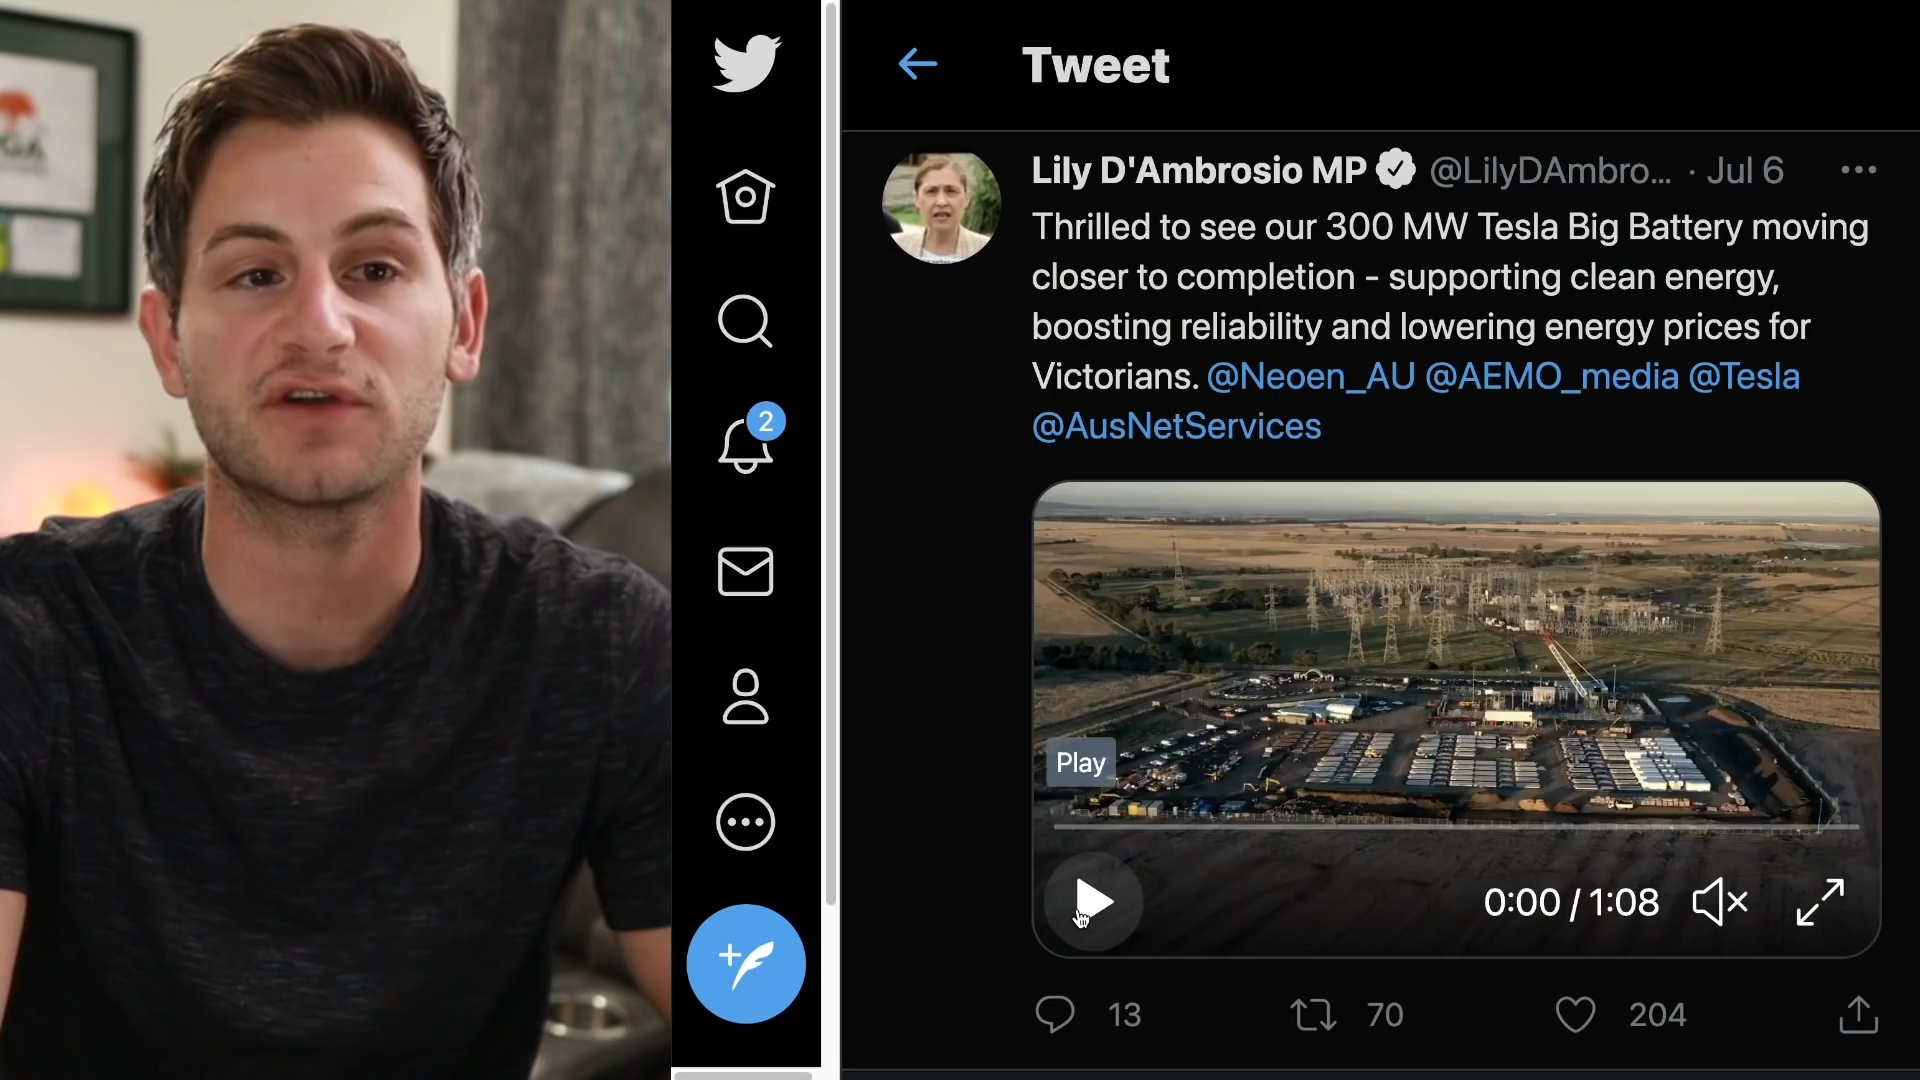 GA
2
Tweet
Lily D'Ambrosio MP @LilyDAmbro... · Jul 6
Thrilled to see our 300 MW Tesla Big Battery moving
closer to completion - supporting clean energy,
boosting reliability and lowering energy prices for
Victorians. @Neoen_AU @AEMO_media @Tesla
@AusNetServices
Play
0:00 / 1:08
13
70
204